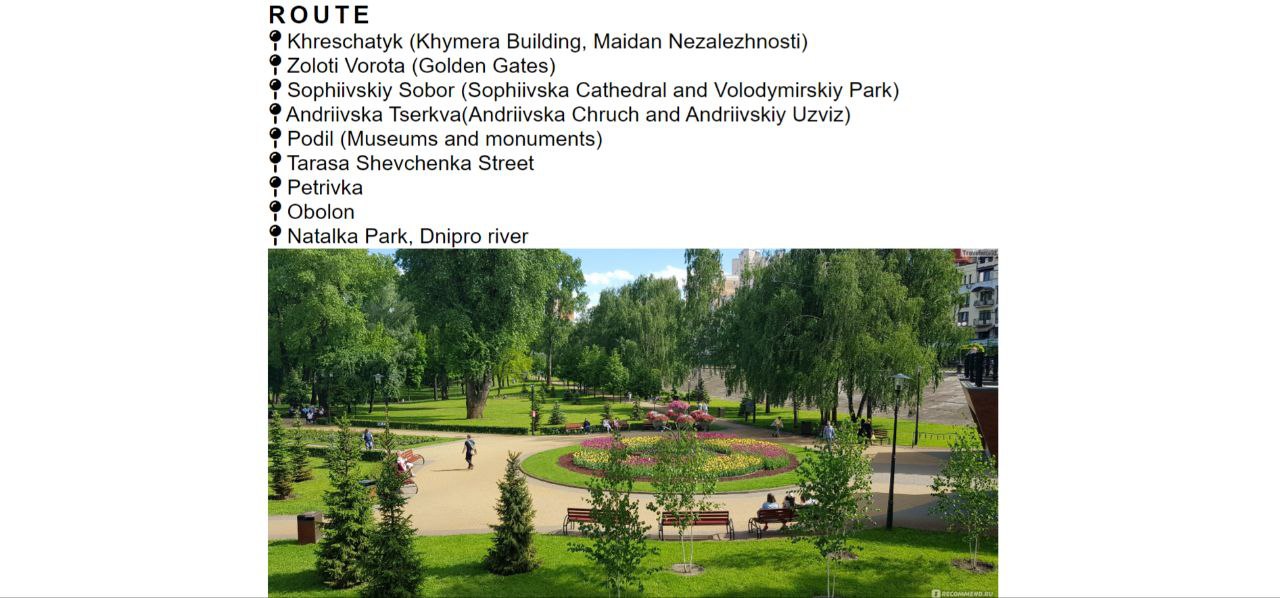 ROUTE
Khreschatyk (Khymera Building, Maidan Nezalezhnosti)
Zoloti Vorota (Golden Gates)
Sophiivskiy Sobor (Sophiivska Cathedral and Volodymirskiy Park)
Andriivska Tserkva(Andriivska Chruch and Andriivskiy Uzviz)
Podil (Museums and monuments)
Tarasa Shevchenka Street
Petrivka
Obolon
Natalka Park, Dnipro river
RECOMMEND.RU